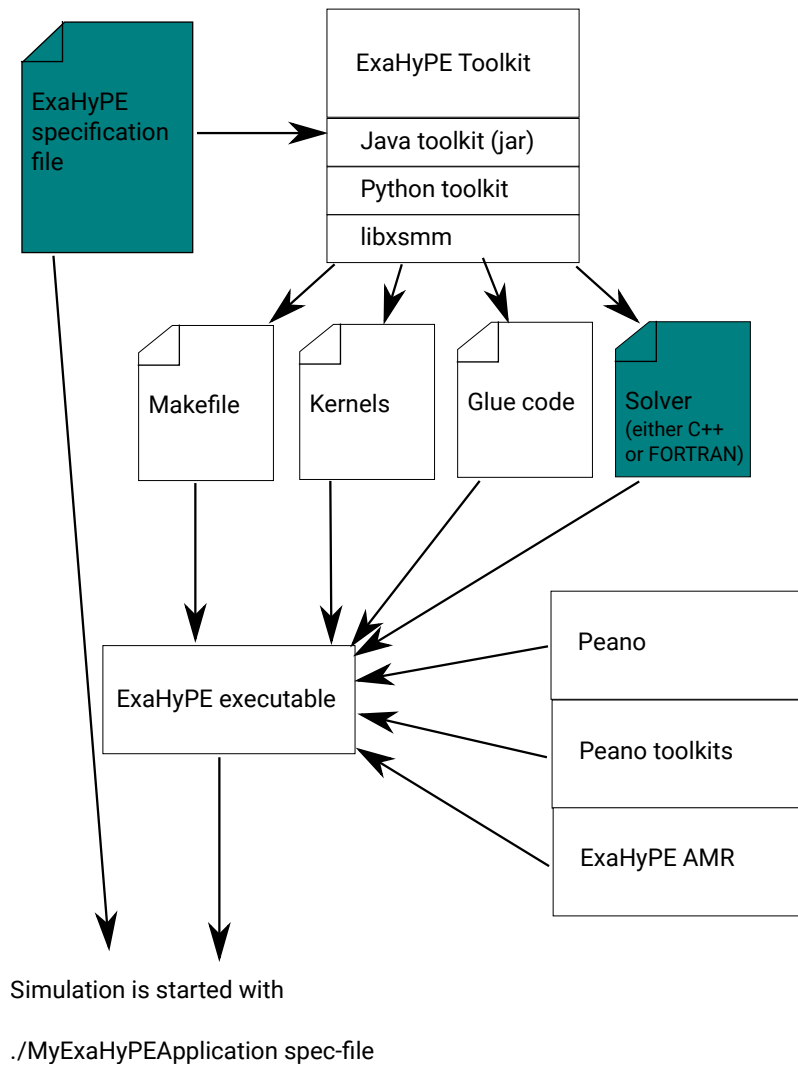 ExaHyPE Toolkit
ExaHyPE
specification
file
Java toolkit (jar)
Python toolkit
libxsmm
Makefile
Kernels
Glue code
Solver
(either C++
or FORTRAN)
Peano
ExaHyPE executable
Peano toolkits
ExaHyPE AMR
Simulation is started with
./MyExaHyPEApplication spec-file